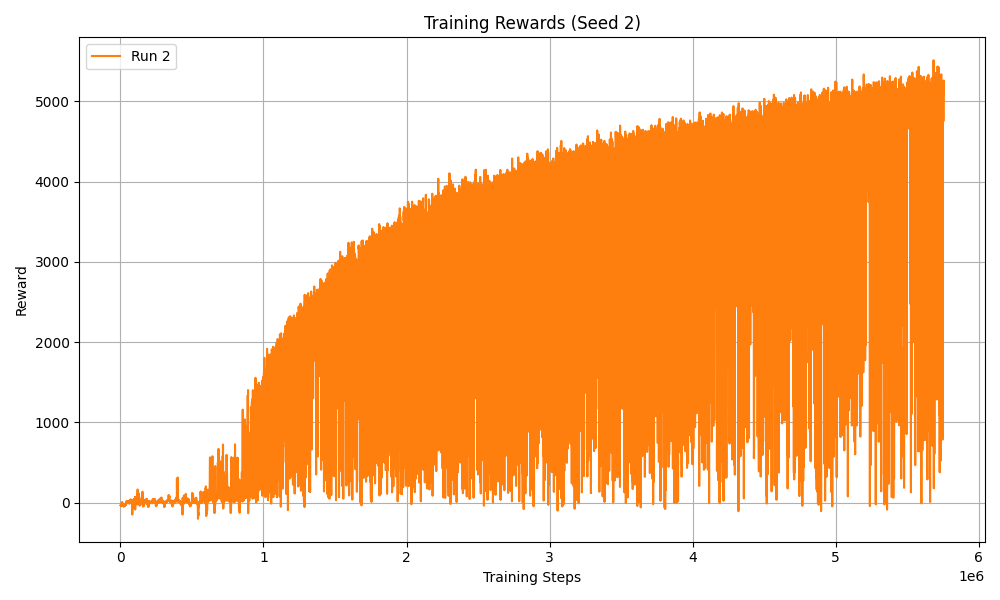 Training Rewards (Seed 2)
Run 2
Reward
5000
4000
3000
2000
1000
0
0 1 2 3 4 5 6
1e6
Training Steps